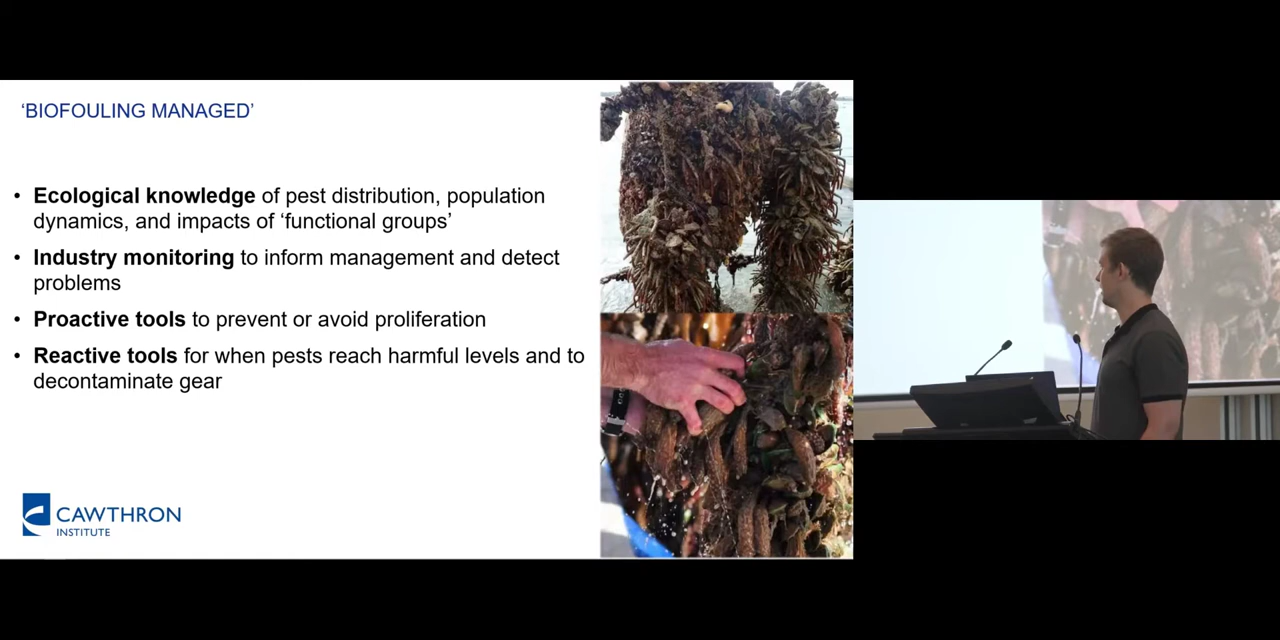 ‘BIOFOULING MANAGED’
• Ecological knowledge of pest distribution, population
dynamics, and impacts of ‘functional groups’
• Industry monitoring to inform management and detect
problems
• Proactive tools to prevent or avoid proliferation
• Reactive tools for when pests reach harmful levels and to
decontaminate gear
CAWTHRON
INSTITUTE